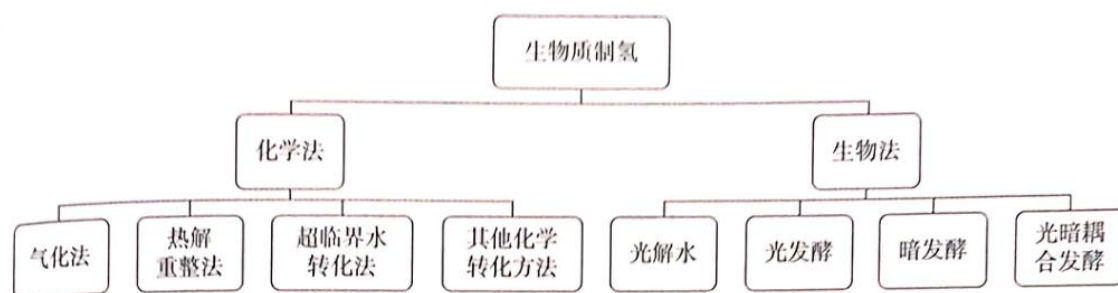 生物质制氢
化学法
生物法
气化法
热解
重整法
超临界水
转化法
其他化学
转化方法
光解水
光发酵
暗发酵
光暗耦
合发酵